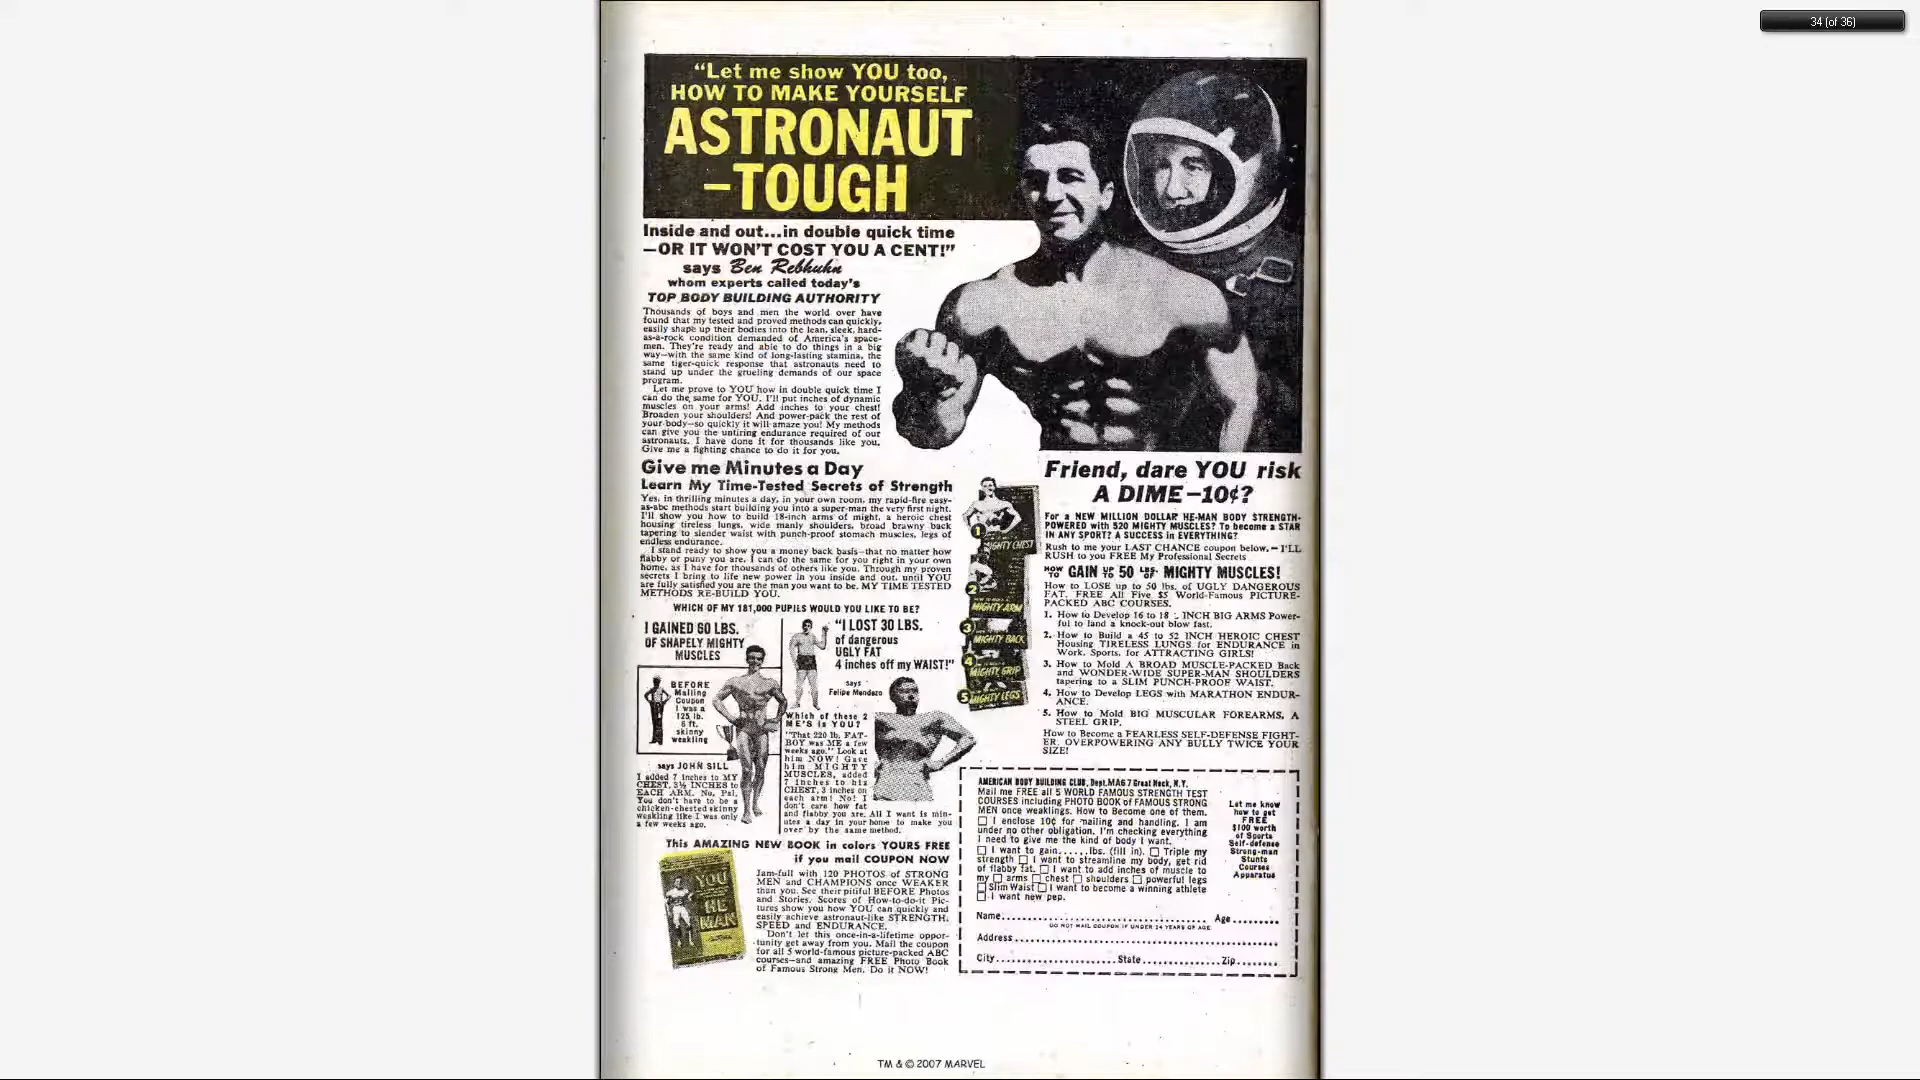 34 (of 36)
“Let me show YOU too,
HOW TO MAKE YOURSELF
ASTRONAUT
–TOUGH
Inside and out...in double quick time
—OR IT WON'T COST YOU A CENT!”
says Ben Rebhuhn
whom experts called today's
TOP BODY BUILDING AUTHORITY
Thousands of boys and men the world over have
found that my tested and proved methods can quickly,
easily shape up their bodies into the lean, sleek, hard-
as-a-rock condition demanded of America's space-
men. They're ready and able to do things in a big
way—with the same kind of long-lasting stamina, the
same tiger-quick response that astronauts need to
stand up under the grueling demands of our space
program.
Let me prove to YOU how in double quick time I
can do the same for YOU. I'll put inches of dynamic
muscles on your arms! Add inches to your chest!
Broaden your shoulders! And power-pack the rest of
your body—so quickly it will amaze you! My methods
can give you the untiring endurance required of our
astronauts. I have done it for thousands like you.
Give me a fighting chance to do it for you.
Give me Minutes a Day
Learn My Time-Tested Secrets of Strength
Yes, in thrilling minutes a day, in your own room, my rapid-fire easy-
as-abc methods start building you into a super-man the very first night.
I'll show you how to build 18-inch arms of might, a heroic chest
housing tireless lungs, wide manly shoulders, broad brawny back
tapering to slender waist with punch-proof stomach muscles, legs of
endless endurance.
I stand ready to show you a money back basis—that no matter how
flabby or puny you are, I can do the same for you right in your own
home, as I have for thousands of others like you. Through my proven
secrets I bring to life new power in you inside and out, until YOU
are fully satisfied you are the man you want to be. MY TIME TESTED
METHODS RE-BUILD YOU.
WHICH OF MY 181,000 PUPILS WOULD YOU LIKE TO BE?
I GAINED 60 LBS.
OF SHAPELY MIGHTY
MUSCLES
BEFORE
Mailing
Coupon
I was a
125 lb.
6 ft.
skinny
weakling
says JOHN SILL
I added 7 inches to MY
CHEST, 3½ INCHES to
EACH ARM. No, Pal,
You don't have to be a
chicken-chested skinny
weakling like I was only
a few weeks ago.
“I LOST 30 LBS.
of dangerous
UGLY FAT
4 inches off my WAIST!”
says
Felipe Mendezo
Which of these 2
ME'S is YOU?
“That 220 lb. FAT-
BOY was ME a few
weeks ago.” Look at
him NOW! Gave
him MIGHTY
MUSCLES, added
7 inches to his
CHEST, 3 inches on
each arm! No! I
don't care how fat
and flabby you are. All I want is min-
utes a day in your home to make you
over by the same method.
1
MIGHTY CHEST
2
MIGHTY ARM
3
MIGHTY BACK
4
MIGHTY GRIP
5
MIGHTY LEGS
Friend, dare YOU risk
A DIME—10¢?
For a NEW MILLION DOLLAR HE-MAN BODY STRENGTH-
POWERED with 520 MIGHTY MUSCLES? To become a STAR
IN ANY SPORT? A SUCCESS in EVERYTHING?
Rush to me your LAST CHANCE coupon below.—I'LL
RUSH to you FREE My Professional Secrets
HOW TO GAIN UP TO 50 LBS. OF MIGHTY MUSCLES!
How to LOSE up to 50 lbs. of UGLY DANGEROUS
FAT. FREE All Five $5 World-Famous PICTURE-
PACKED ABC COURSES.
1. How to Develop 16 to 18 INCH BIG ARMS Power-
ful to land a knock-out blow fast.
2. How to Build a 45 to 52 INCH HEROIC CHEST
Housing TIRELESS LUNGS for ENDURANCE in
Work, Sports, for ATTRACTING GIRLS!
3. How to Mold A BROAD MUSCLE-PACKED Back
and WONDER-WIDE SUPER-MAN SHOULDERS
tapering to a SLIM PUNCH-PROOF WAIST.
4. How to Develop LEGS with MARATHON ENDUR-
ANCE.
5. How to Mold BIG MUSCULAR FOREARMS, A
STEEL GRIP.
How to Become a FEARLESS SELF-DEFENSE FIGHT-
ER, OVERPOWERING ANY BULLY TWICE YOUR
SIZE!
This AMAZING NEW BOOK in colors YOURS FREE
if you mail COUPON NOW
YOU
HE
MAN
Jam-full with 120 PHOTOS of STRONG
MEN and CHAMPIONS once WEAKER
than you. See their pitiful BEFORE Photos
and Stories. Scores of How-to-do-it Pic-
tures show you how YOU can quickly and
easily achieve astronaut-like STRENGTH,
SPEED and ENDURANCE.
Don't let this once-in-a-lifetime oppor-
tunity get away from you. Mail the coupon
for all 5 world-famous picture-packed ABC
courses—and amazing FREE Photo Book
of Famous Strong Men. Do it NOW!
AMERICAN BODY BUILDING CLUB, Dept.MA67 Great Neck, N.Y.
Mail me FREE all 5 WORLD FAMOUS STRENGTH TEST
COURSES including PHOTO BOOK of FAMOUS STRONG
MEN once weaklings. How to Become one of them.
☐ I enclose 10¢ for mailing and handling. I am
under no other obligation. I'm checking everything
I need to give me the kind of body I want.
☐ I want to gain......lbs. (fill in). ☐ Triple my
strength ☐ I want to streamline my body, get rid
of flabby fat. ☐ I want to add inches of muscle to
my ☐ arms ☐ chest ☐ shoulders ☐ powerful legs
☐ Slim Waist ☐ I want to become a winning athlete
☐ I want new pep.
Let me know
how to get
FREE
$100 worth
of Sports
Self-defense
Strong-man
Stunts
Courses
Apparatus
Name........ Age........
DO NOT MAIL COUPON IF UNDER 14 YEARS OF AGE
Address........
City........ State........ Zip........
TM & © 2007 MARVEL